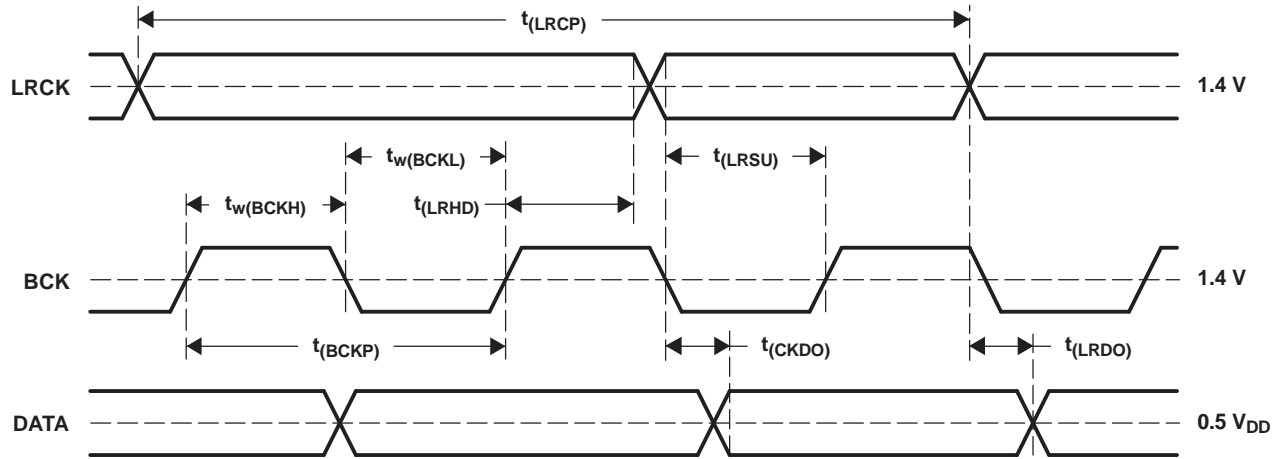 t(LRCP)
LRCK
1.4 V
tw(BCKL)
t(LRSU)
tw(BCKH)
t(LRHD)
BCK
1.4 V
t(BCKP)
t(CKDO)
t(LRDO)
DATA
0.5 VDD